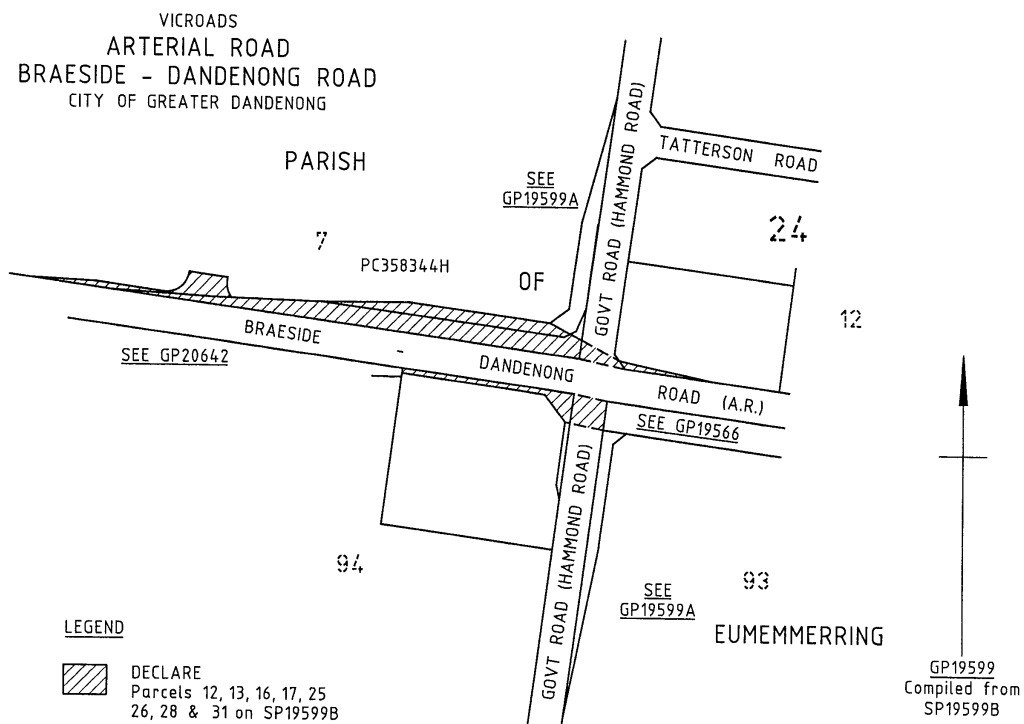 VICROADS
ARTERIAL ROAD
BRAESIDE - DANDENONG ROAD
CITY OF GREATER DANDENONG
PARISH
SEE
GP19599A
GOVT ROAD (HAMMOND ROAD)
TATTERSON ROAD
24
7
PC358344H
OF
12
BRAESIDE - DANDENONG ROAD (A.R.)
SEE GP20642
SEE GP19566
94
GOVT ROAD (HAMMOND ROAD)
SEE
GP19599A
93
EUMEMMERRING
LEGEND
DECLARE
Parcels 12, 13, 16, 17, 25
26, 28 & 31 on SP19599B
GP19599
Compiled from
SP19599B